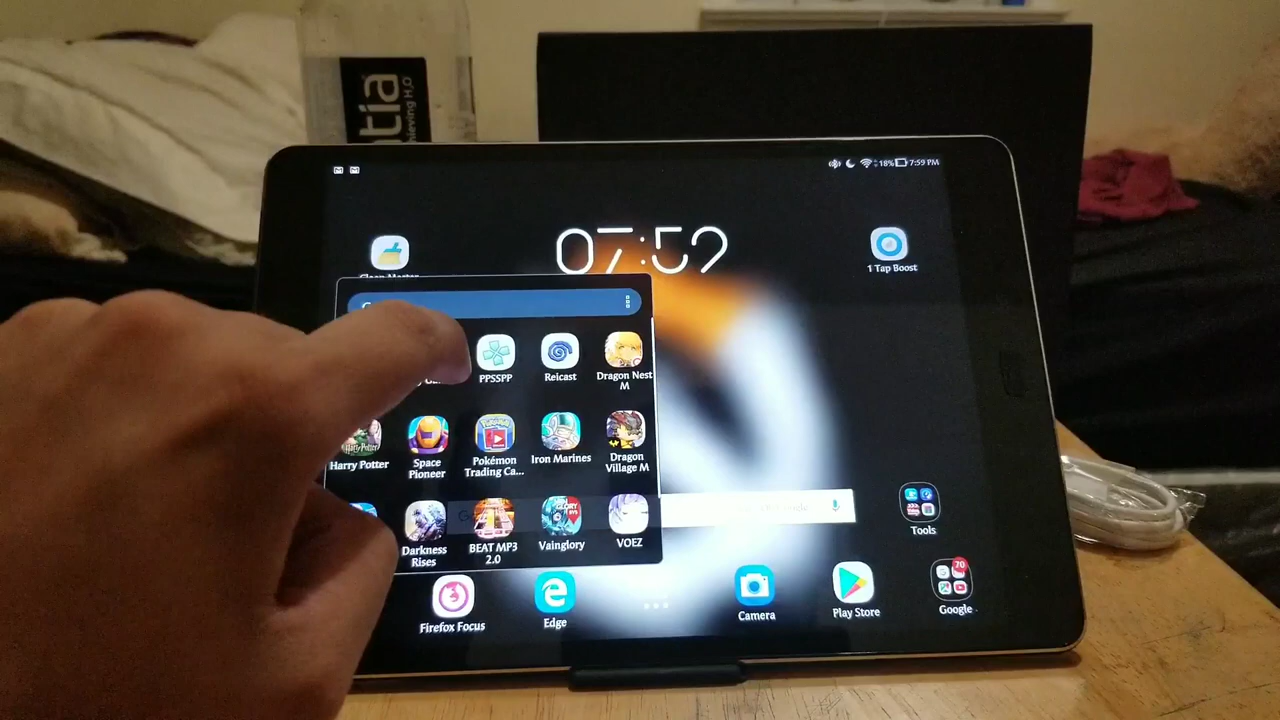 tia
hieving H₂O
18% 7:59 PM
07:52
1 Tap Boost
PPSSPP
Reicast
Dragon Nest
M
Harry Potter
Space
Pioneer
Pokémon
Trading Ca...
Iron Marines
Dragon
Village M
Darkness
Rises
BEAT MP3
2.0
Vainglory
VOEZ
Tools
Firefox Focus
Edge
Camera
Play Store
70
Google